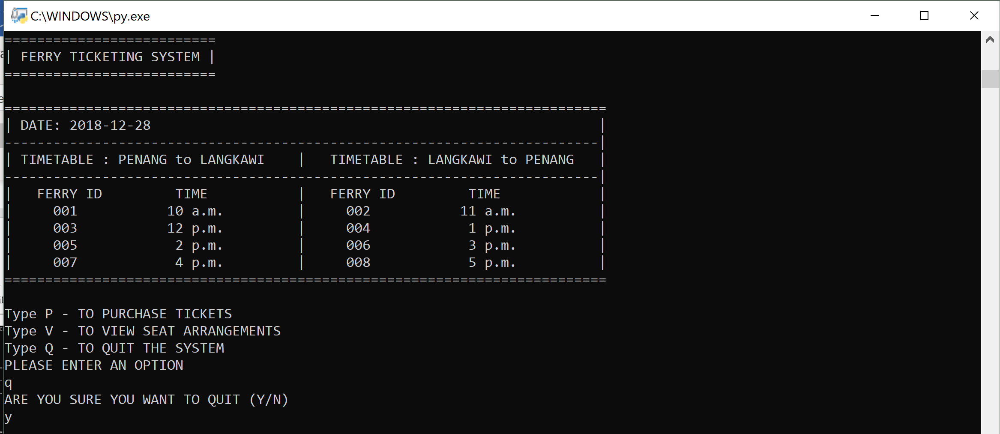 C:\WINDOWS\py.exe
==========================
| FERRY TICKETING SYSTEM |
==========================
==========================================================================
| DATE: 2018-12-28                                                       |
-------------------------------------------------------------------------|
| TIMETABLE : PENANG to LANGKAWI    |   TIMETABLE : LANGKAWI to PENANG   |
-------------------------------------------------------------------------|
|   FERRY ID         TIME           |   FERRY ID         TIME            |
|     001           10 a.m.         |     002           11 a.m.          |
|     003           12 p.m.         |     004            1 p.m.          |
|     005            2 p.m.         |     006            3 p.m.          |
|     007            4 p.m.         |     008            5 p.m.          |
==========================================================================
Type P - TO PURCHASE TICKETS
Type V - TO VIEW SEAT ARRANGEMENTS
Type Q - TO QUIT THE SYSTEM
PLEASE ENTER AN OPTION
q
ARE YOU SURE YOU WANT TO QUIT (Y/N)
y